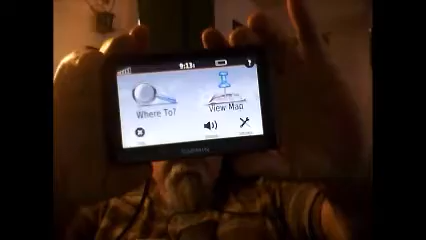 9:13
?
Where To?
View Map
GARMIN